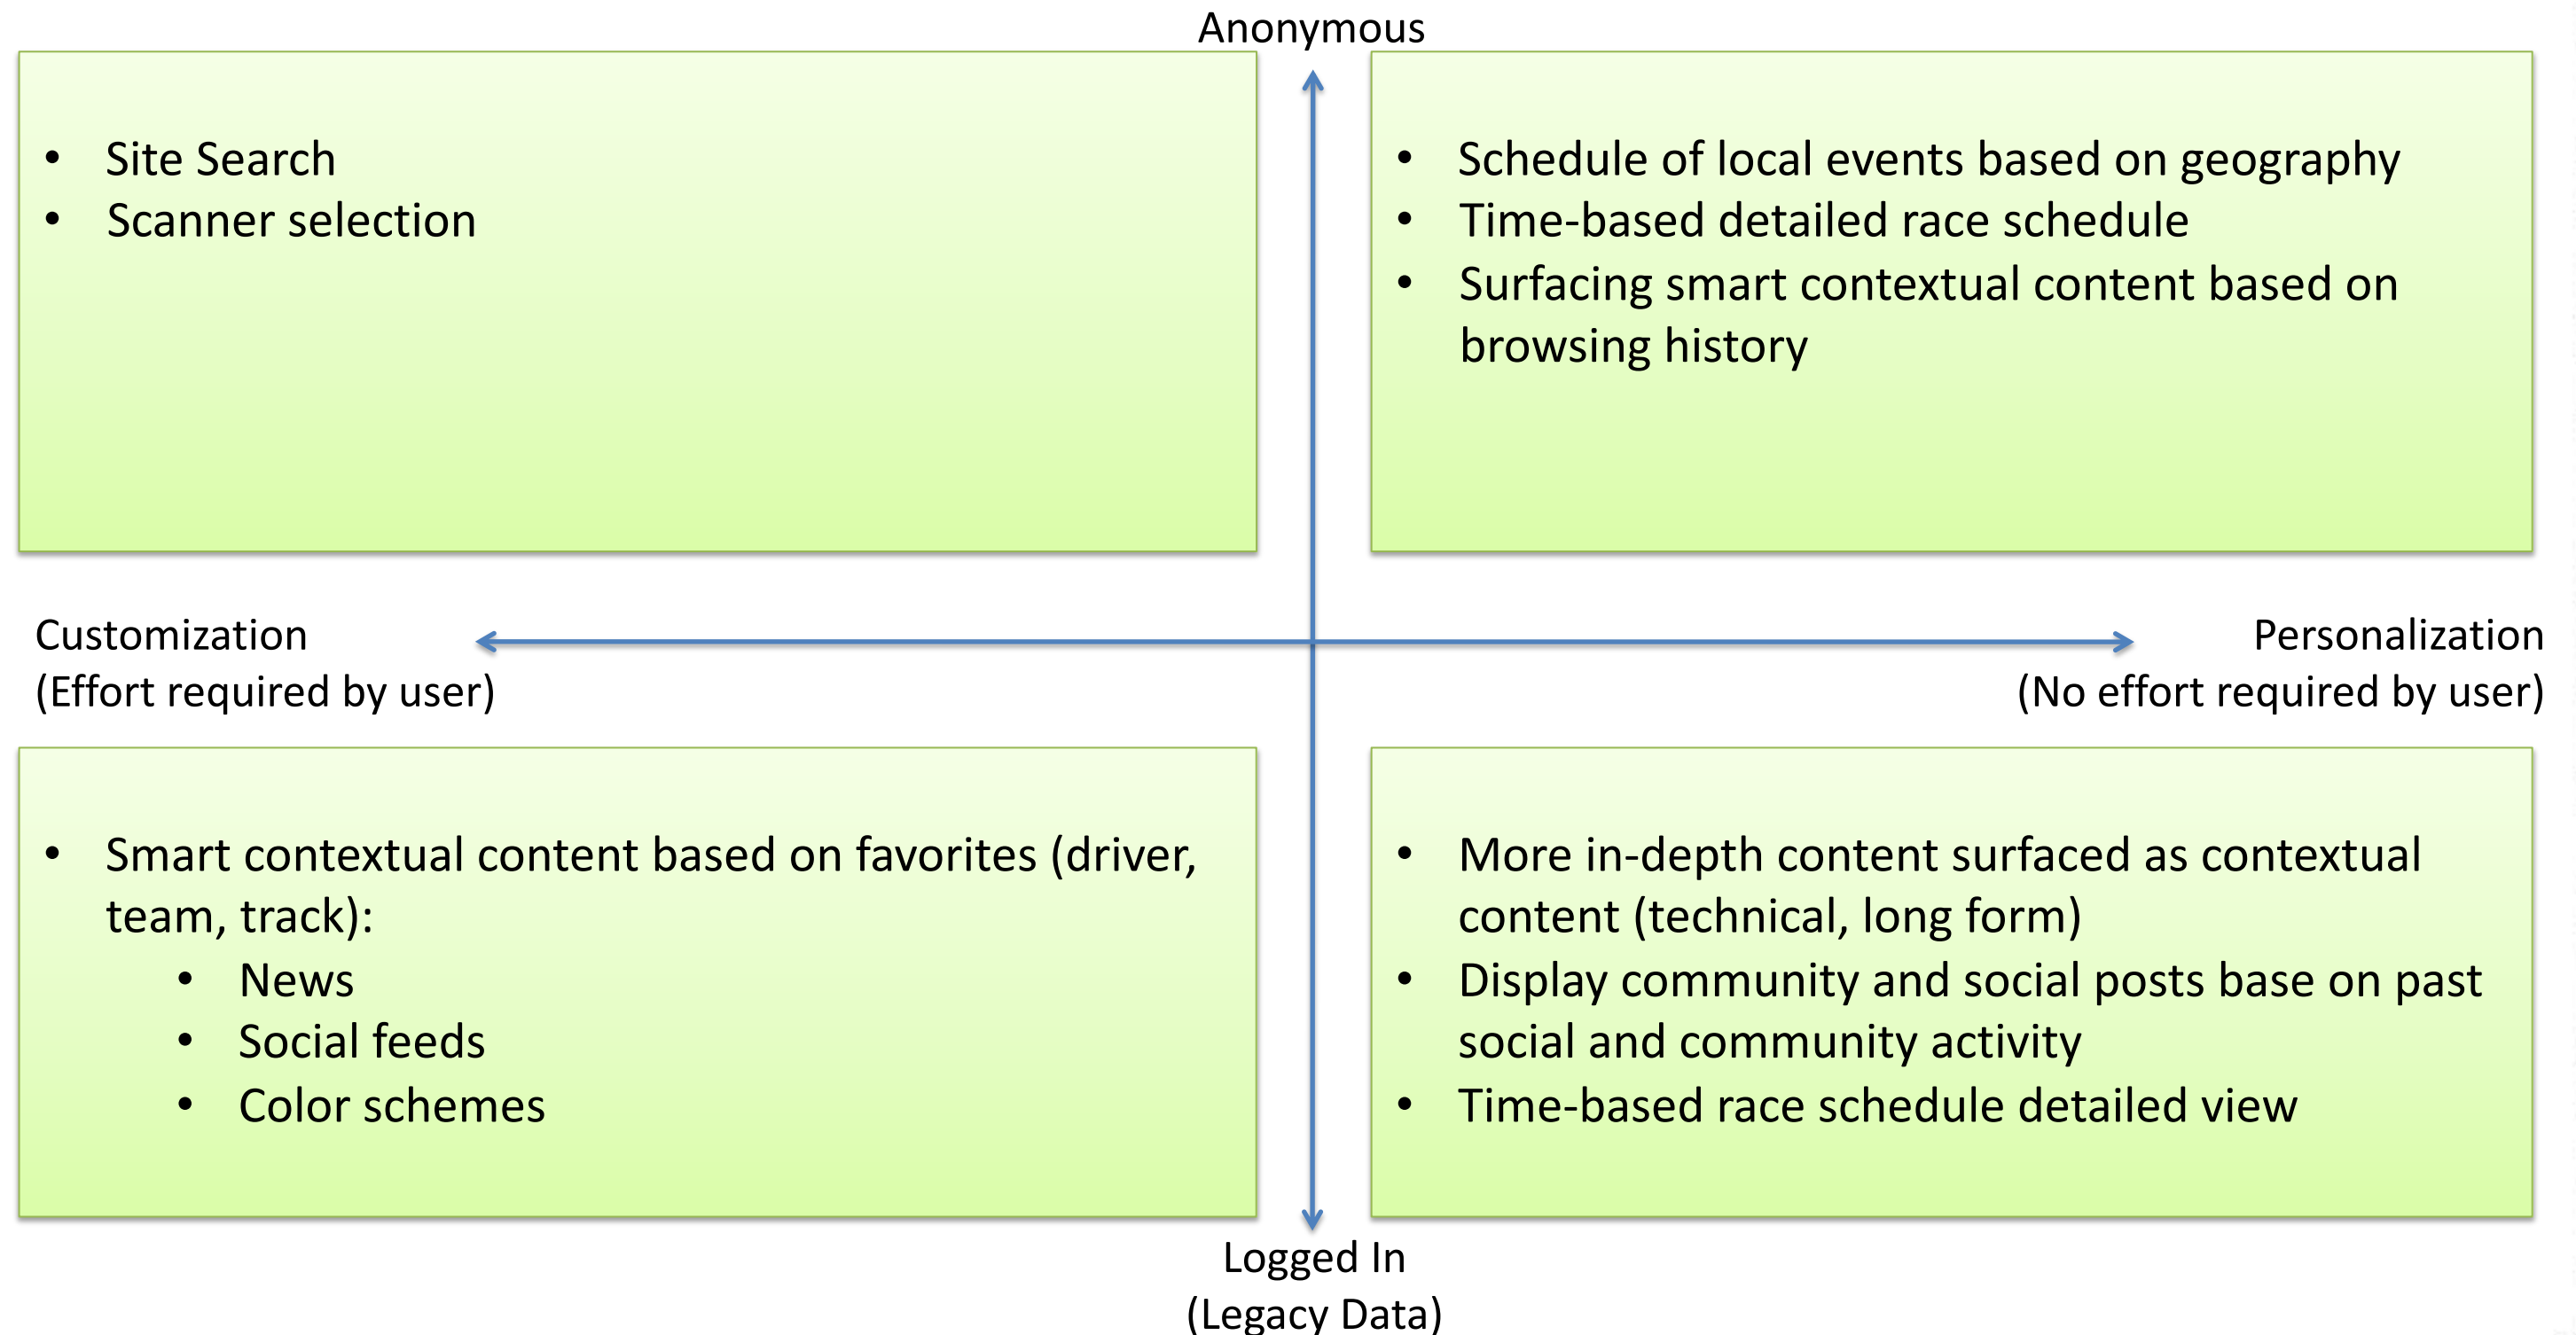 Anonymous
• Site Search
• Scanner selection
• Schedule of local events based on geography
• Time-based detailed race schedule
• Surfacing smart contextual content based on
browsing history
Customization
(Effort required by user)
Personalization
(No effort required by user)
• Smart contextual content based on favorites (driver,
team, track):
• News
• Social feeds
• Color schemes
• More in-depth content surfaced as contextual
content (technical, long form)
• Display community and social posts base on past
social and community activity
• Time-based race schedule detailed view
Logged In
(Legacy Data)